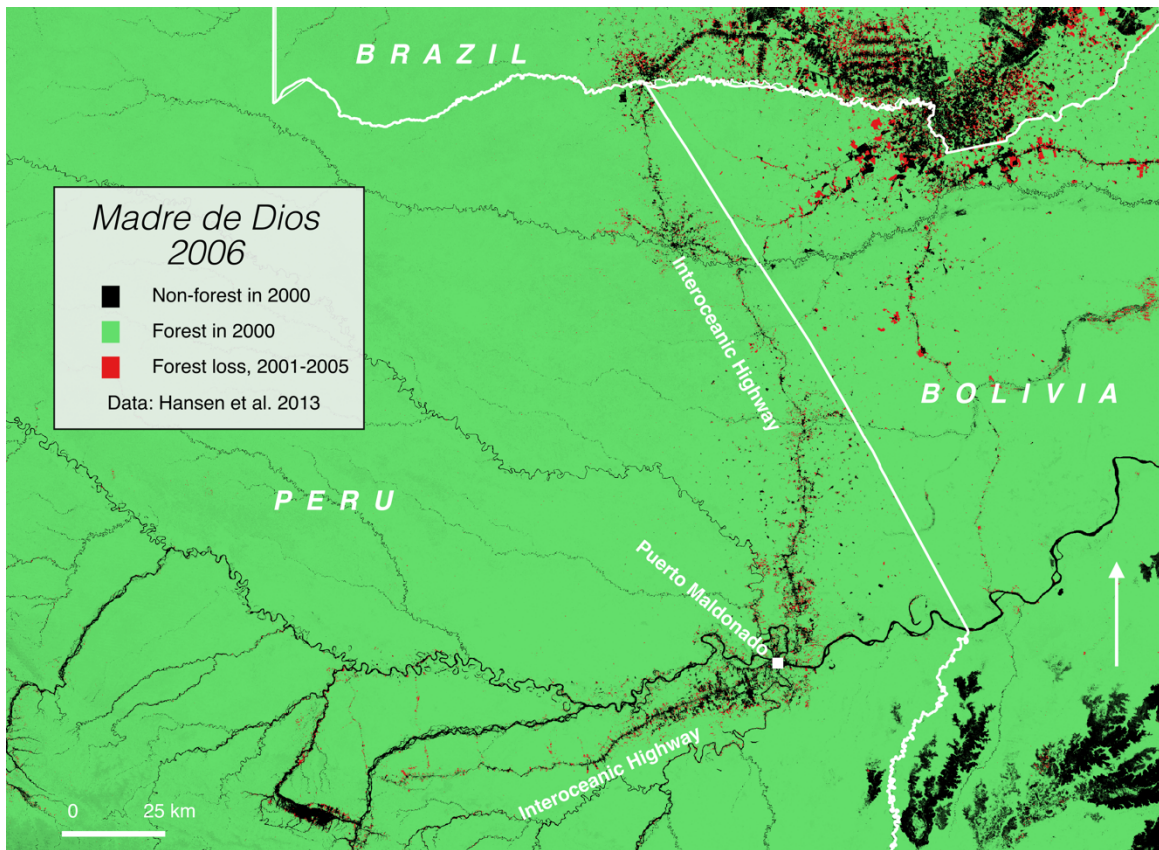 BRAZIL
Madre de Dios
2006
Non-forest in 2000
Forest in 2000
Forest loss, 2001-2005
Data: Hansen et al. 2013
Interoceanic Highway
BOLIVIA
PERU
Puerto Maldonado
Interoceanic Highway
0 25 km